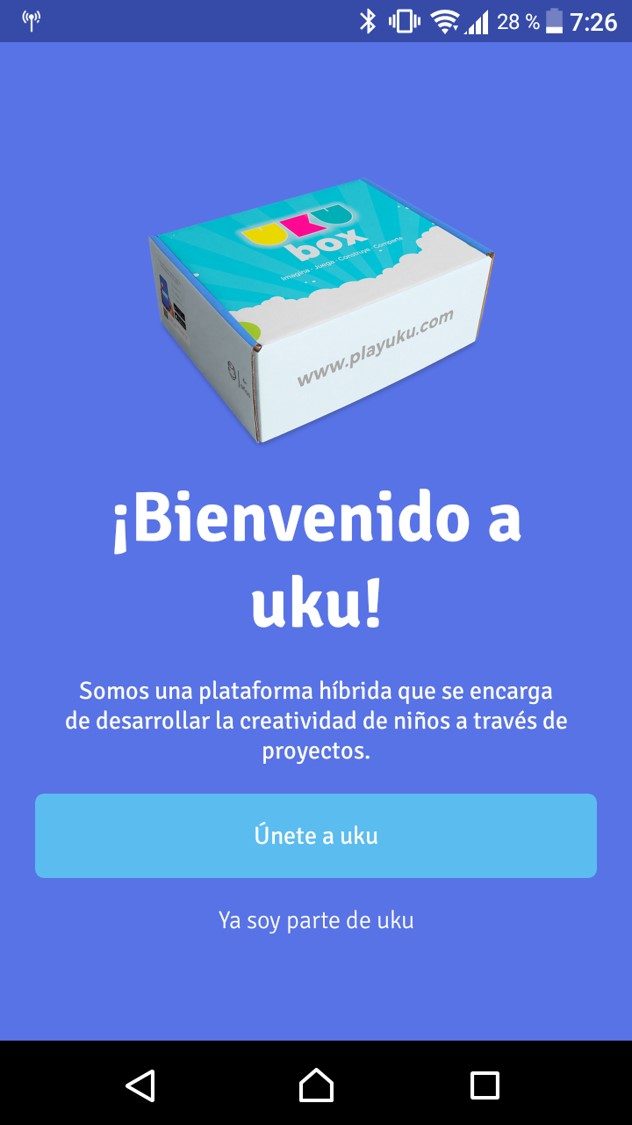 28 % 7:26
uku
box
Imagina · Juega · Construye · Comparte
www.playuku.com
¡Bienvenido a
uku!
Somos una plataforma híbrida que se encarga
de desarrollar la creatividad de niños a través de
proyectos.
Únete a uku
Ya soy parte de uku